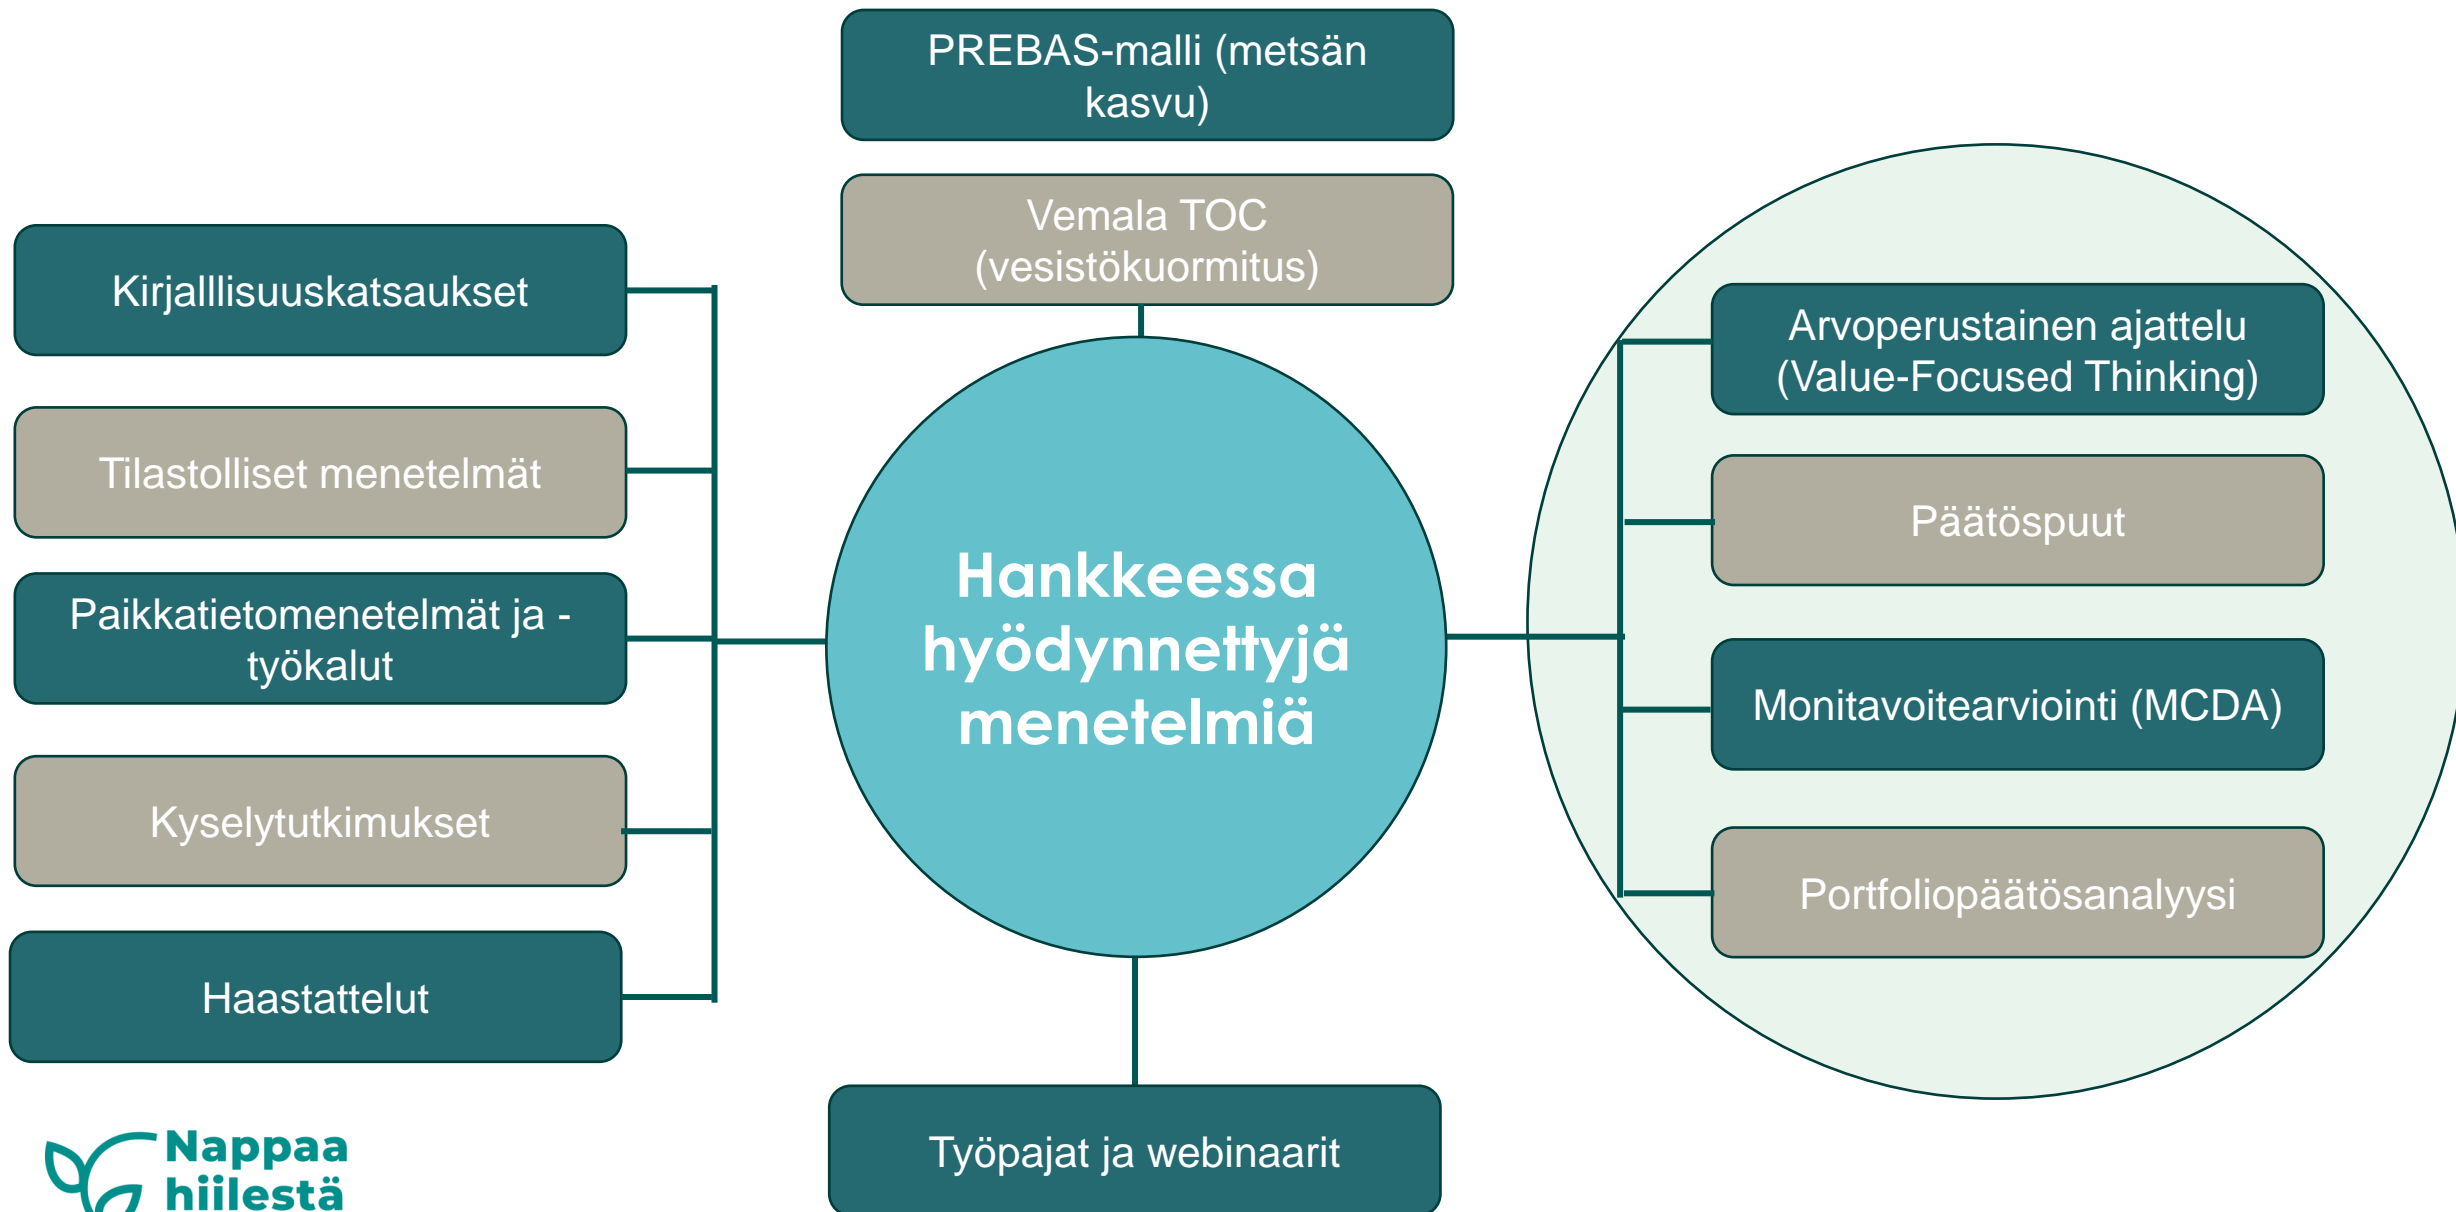 PREBAS-malli (metsän
kasvu)
Vemala TOC
(vesistökuormitus)
Kirjalllisuuskatsaukset
Tilastolliset menetelmät
Paikkatietomenetelmät ja -
työkalut
Kyselytutkimukset
Haastattelut
Hankkeessa
hyödynnettyjä
menetelmiä
Arvoperustainen ajattelu
(Value-Focused Thinking)
Päätöspuut
Monitavoitearviointi (MCDA)
Portfoliopäätösanalyysi
Työpajat ja webinaarit
Nappaa
hiilestä